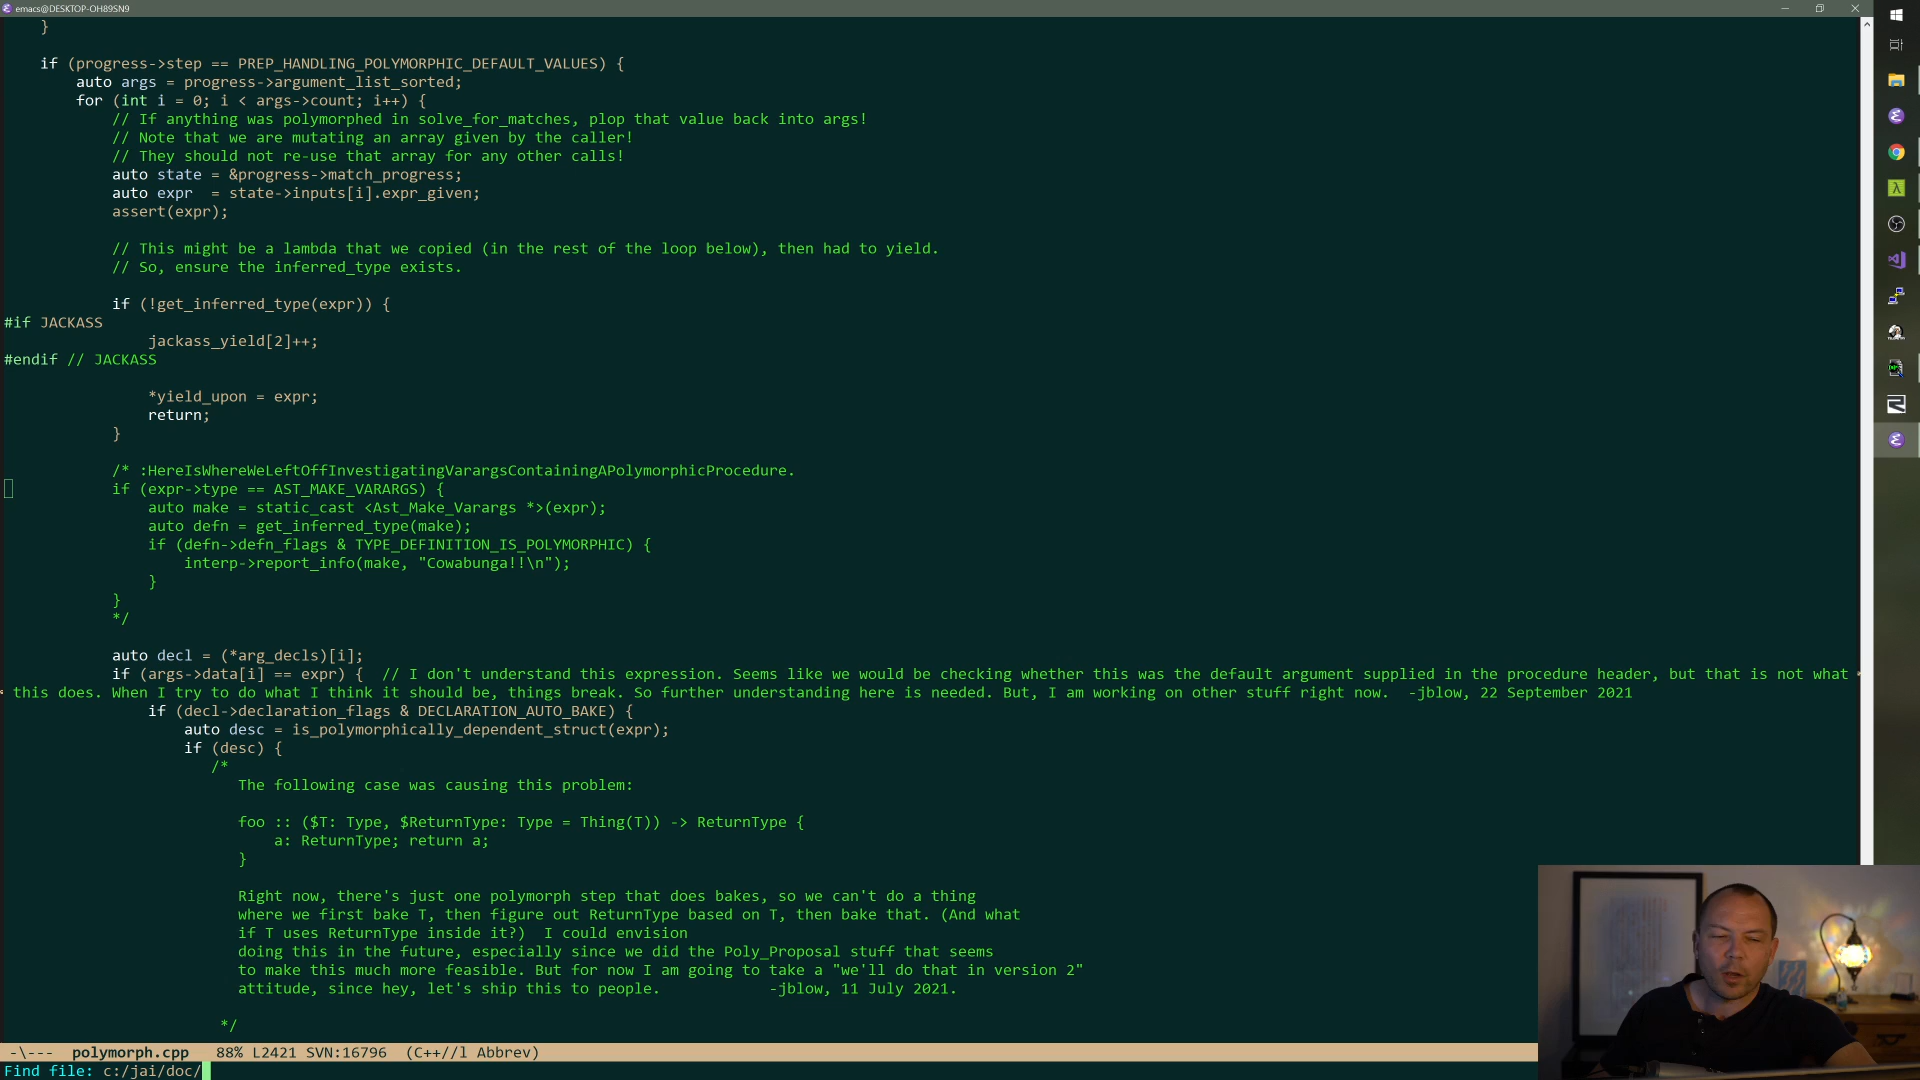 emacs@DESKTOP-OH89SN9
}
if (progress->step == PREP_HANDLING_POLYMORPHIC_DEFAULT_VALUES) {
auto args = progress->argument_list_sorted;
for (int i = 0; i < args->count; i++) {
// If anything was polymorphed in solve_for_matches, plop that value back into args!
// Note that we are mutating an array given by the caller!
// They should not re-use that array for any other calls!
auto state = &progress->match_progress;
auto expr  = state->inputs[i].expr_given;
assert(expr);
// This might be a lambda that we copied (in the rest of the loop below), then had to yield.
// So, ensure the inferred_type exists.
if (!get_inferred_type(expr)) {
#if JACKASS
jackass_yield[2]++;
#endif // JACKASS
*yield_upon = expr;
return;
}
/* :HereIsWhereWeLeftOffInvestigatingVarargsContainingAPolymorphicProcedure.
if (expr->type == AST_MAKE_VARARGS) {
auto make = static_cast <Ast_Make_Varargs *>(expr);
auto defn = get_inferred_type(make);
if (defn->defn_flags & TYPE_DEFINITION_IS_POLYMORPHIC) {
interp->report_info(make, "Cowabunga!!\n");
}
}
*/
auto decl = (*arg_decls)[i];
if (args->data[i] == expr) {  // I don't understand this expression. Seems like we would be checking whether this was the default argument supplied in the procedure header, but that is not what
this does. When I try to do what I think it should be, things break. So further understanding here is needed. But, I am working on other stuff right now.  -jblow, 22 September 2021
if (decl->declaration_flags & DECLARATION_AUTO_BAKE) {
auto desc = is_polymorphically_dependent_struct(expr);
if (desc) {
/*
The following case was causing this problem:
foo :: ($T: Type, $ReturnType: Type = Thing(T)) -> ReturnType {
a: ReturnType; return a;
}
Right now, there's just one polymorph step that does bakes, so we can't do a thing
where we first bake T, then figure out ReturnType based on T, then bake that. (And what
if T uses ReturnType inside it?)  I could envision
doing this in the future, especially since we did the Poly_Proposal stuff that seems
to make this much more feasible. But for now I am going to take a "we'll do that in version 2"
attitude, since hey, let's ship this to people.            -jblow, 11 July 2021.
*/
-\---  polymorph.cpp   88% L2421 SVN:16796  (C++//l Abbrev)
Find file: c:/jai/doc/